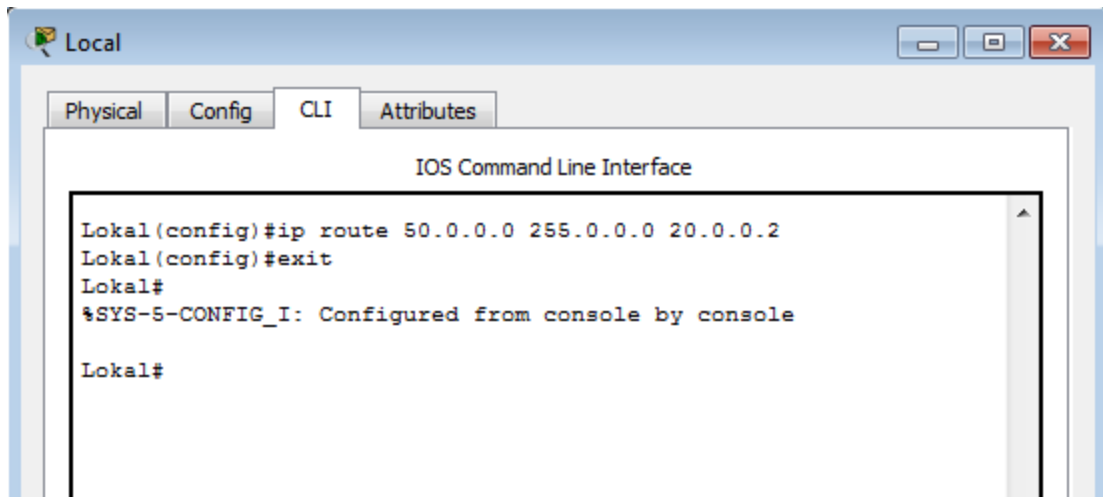 Local
Physical Config CLI Attributes
IOS Command Line Interface
Lokal(config)#ip route 50.0.0.0 255.0.0.0 20.0.0.2
Lokal(config)#exit
Lokal#
%SYS-5-CONFIG_I: Configured from console by console
Lokal#